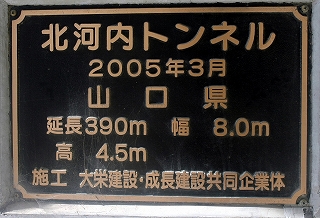 北河内トンネル
2005年3月
山口県
延長390m 幅 8.0m
高 4.5m
施工 大栄建設・成長建設共同企業体